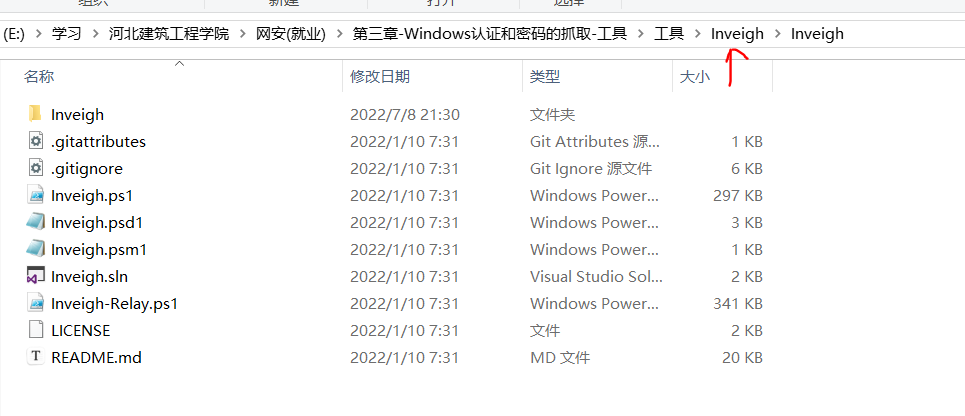 组织 新建 打开 选择
(E:) > 学习 > 河北建筑工程学院 > 网安(就业) > 第三章-Windows认证和密码的抓取-工具 > 工具 > Inveigh > Inveigh
名称 修改日期 类型 大小
Inveigh 2022/7/8 21:30 文件夹
.gitattributes 2022/1/10 7:31 Git Attributes 源... 1 KB
.gitignore 2022/1/10 7:31 Git Ignore 源文件 6 KB
Inveigh.ps1 2022/1/10 7:31 Windows Power... 297 KB
Inveigh.psd1 2022/1/10 7:31 Windows Power... 3 KB
Inveigh.psm1 2022/1/10 7:31 Windows Power... 1 KB
Inveigh.sln 2022/1/10 7:31 Visual Studio Sol... 2 KB
Inveigh-Relay.ps1 2022/1/10 7:31 Windows Power... 341 KB
LICENSE 2022/1/10 7:31 文件 2 KB
README.md 2022/1/10 7:31 MD 文件 20 KB